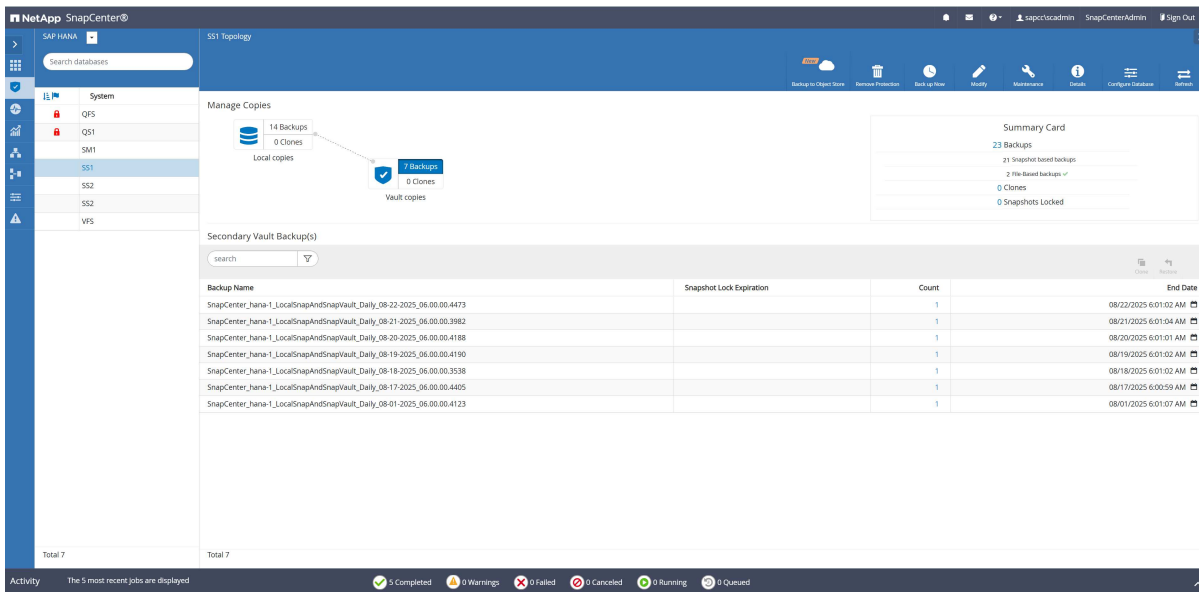 NetApp SnapCenter®
sapcc\scadmin SnapCenterAdmin Sign Out
SAP HANA
SS1 Topology
Search databases
New
Backup to Object Store Remove Protection Back up Now Modify Maintenance Details Configure Database Refresh
System
QFS
QS1
SM1
SS1
SS2
SS2
VFS
Total 7
Manage Copies
14 Backups
0 Clones
Local copies
7 Backups
0 Clones
Vault copies
Summary Card
23 Backups
21 Snapshot based backups
2 File-Based backups
0 Clones
0 Snapshots Locked
Secondary Vault Backup(s)
search
Clone Restore
Backup Name Snapshot Lock Expiration Count End Date
SnapCenter_hana-1_LocalSnapAndSnapVault_Daily_08-22-2025_06.00.00.4473 1 08/22/2025 6:01:02 AM
SnapCenter_hana-1_LocalSnapAndSnapVault_Daily_08-21-2025_06.00.00.3982 1 08/21/2025 6:01:04 AM
SnapCenter_hana-1_LocalSnapAndSnapVault_Daily_08-20-2025_06.00.00.4188 1 08/20/2025 6:01:01 AM
SnapCenter_hana-1_LocalSnapAndSnapVault_Daily_08-19-2025_06.00.00.4190 1 08/19/2025 6:01:02 AM
SnapCenter_hana-1_LocalSnapAndSnapVault_Daily_08-18-2025_06.00.00.3538 1 08/18/2025 6:01:02 AM
SnapCenter_hana-1_LocalSnapAndSnapVault_Daily_08-17-2025_06.00.00.4405 1 08/17/2025 6:00:59 AM
SnapCenter_hana-1_LocalSnapAndSnapVault_Daily_08-01-2025_06.00.00.4123 1 08/01/2025 6:01:07 AM
Total 7
Activity The 5 most recent jobs are displayed 5 Completed 0 Warnings 0 Failed 0 Canceled 0 Running 0 Queued